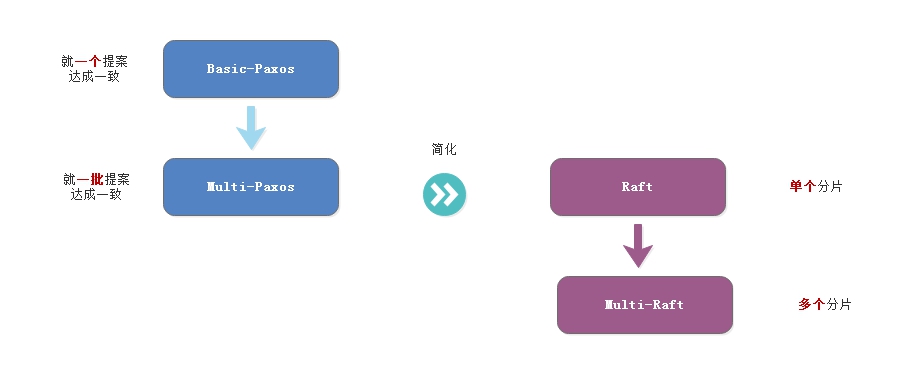 就一个提案
达成一致
Basic-Paxos
就一批提案
达成一致
Multi-Paxos
简化
Raft
单个分片
Multi-Raft
多个分片